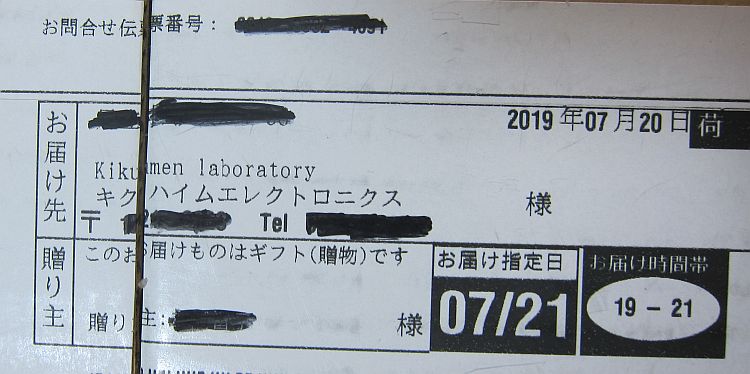 お問合せ伝票番号：
2019年07月20日 荷
お届け先
Kikuumen laboratory
キクハイムエレクトロニクス 様
〒 Tel
贈り主
このお届けものはギフト(贈物)です
贈り主： 様
お届け指定日
07/21
お届け時間帯
19 - 21